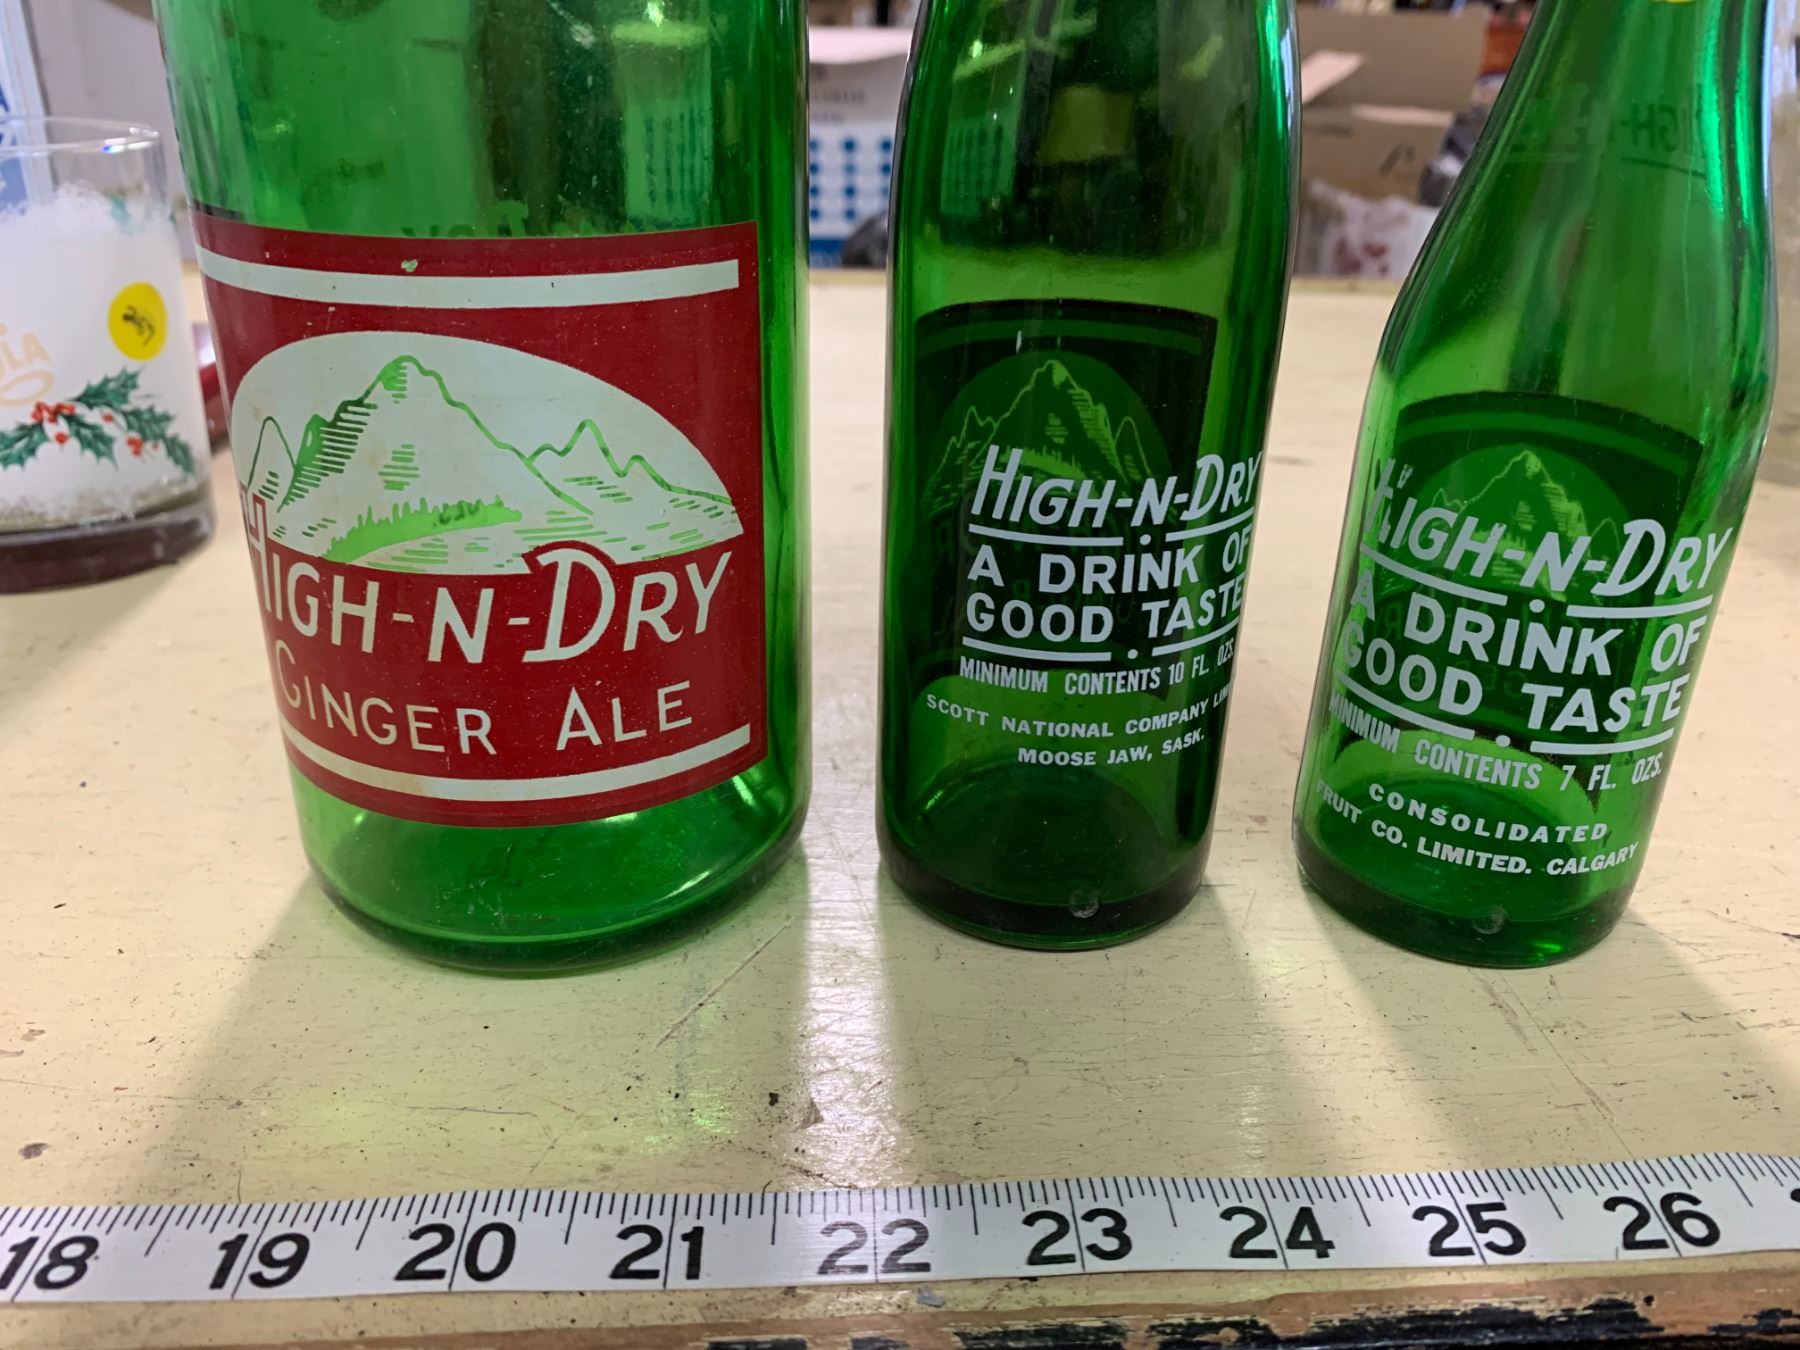 HIGH-N-DRY
GINGER ALE
HIGH-N-DRY
A DRINK OF
GOOD TASTE
MINIMUM CONTENTS 10 FL. OZS.
SCOTT NATIONAL COMPANY
MOOSE JAW, SASK.
HIGH-N-DRY
A DRINK OF
GOOD TASTE
MINIMUM CONTENTS 7 FL. OZS.
CONSOLIDATED
FRUIT CO. LIMITED. CALGARY
18 19 20 21 22 23 24 25 26